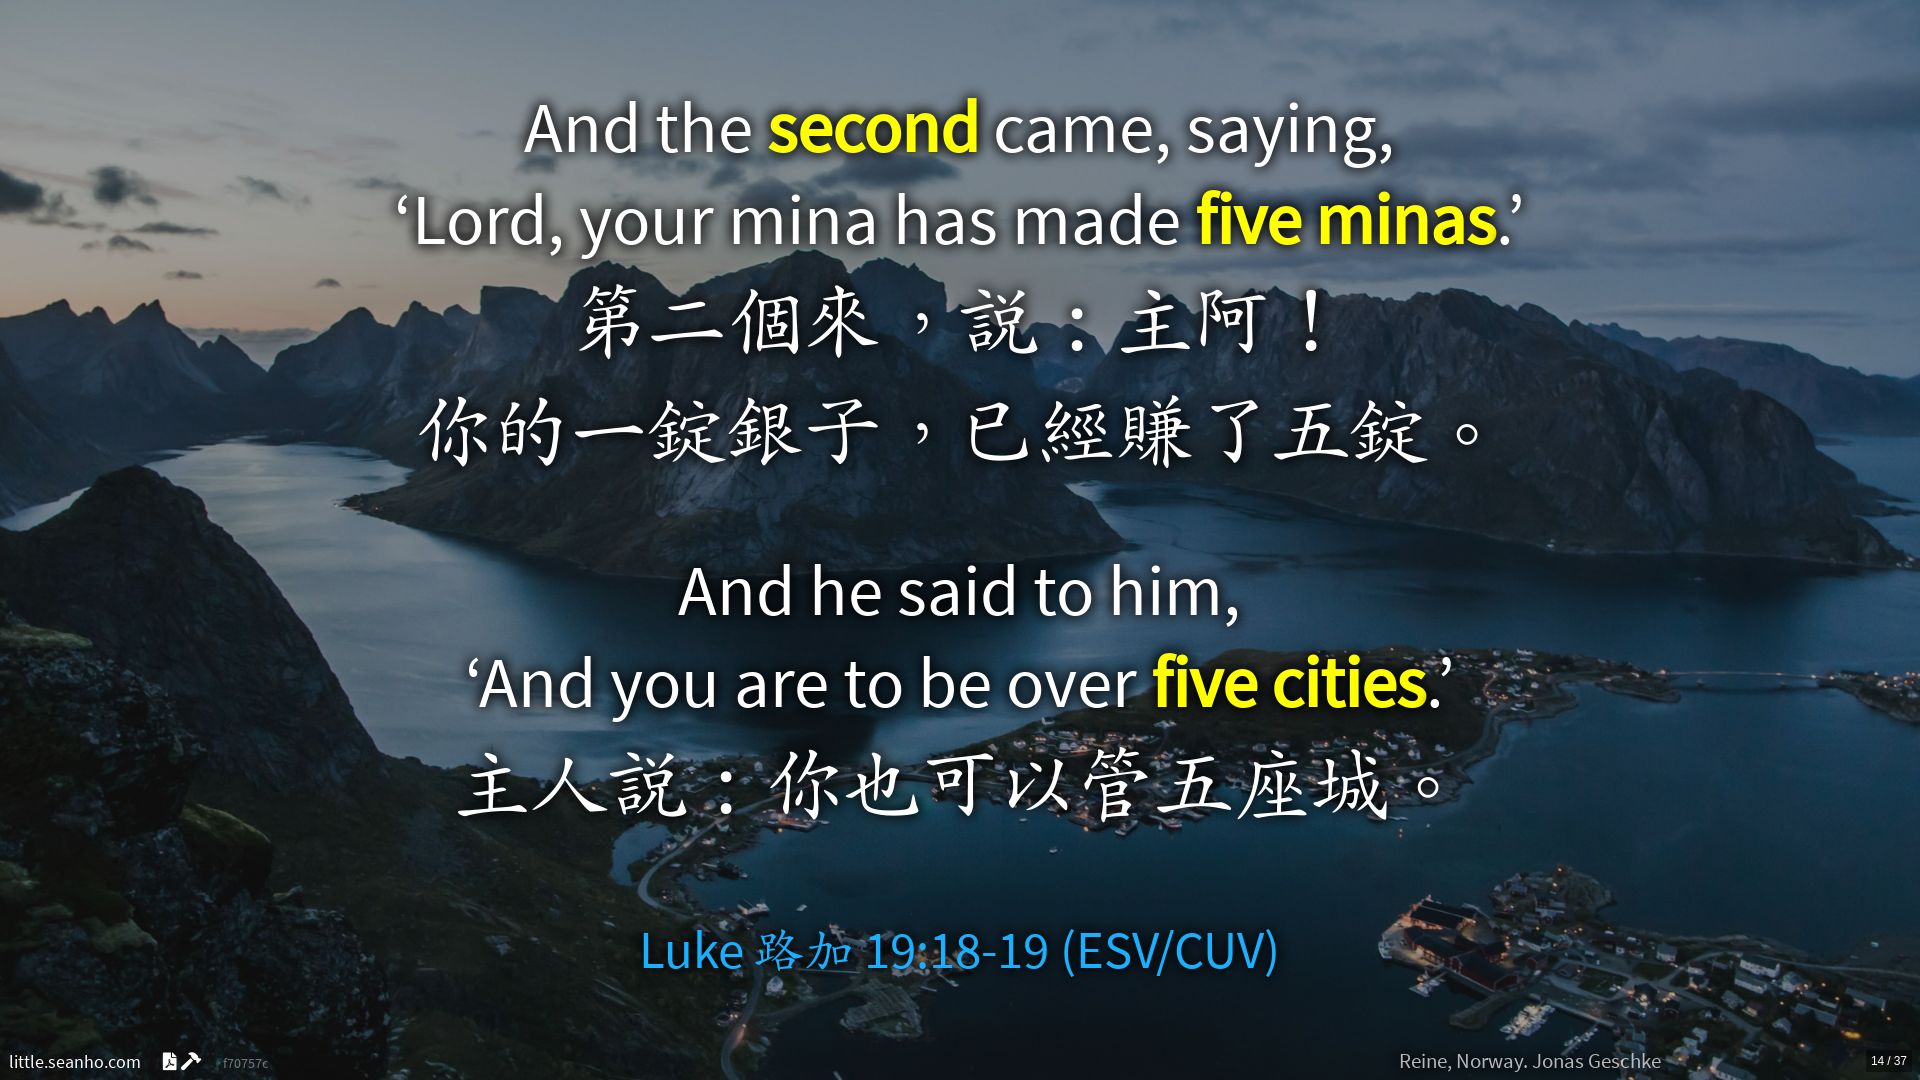 And the second came, saying,
‘Lord, your mina has made five minas.’
第二個來，說：主阿！
你的一錠銀子，已經賺了五錠。
And he said to him,
‘And you are to be over five cities.’
主人說：你也可以管五座城。
Luke 路加 19:18-19 (ESV/CUV)
little.seanho.com f70757c
Reine, Norway. Jonas Geschke
14 / 37